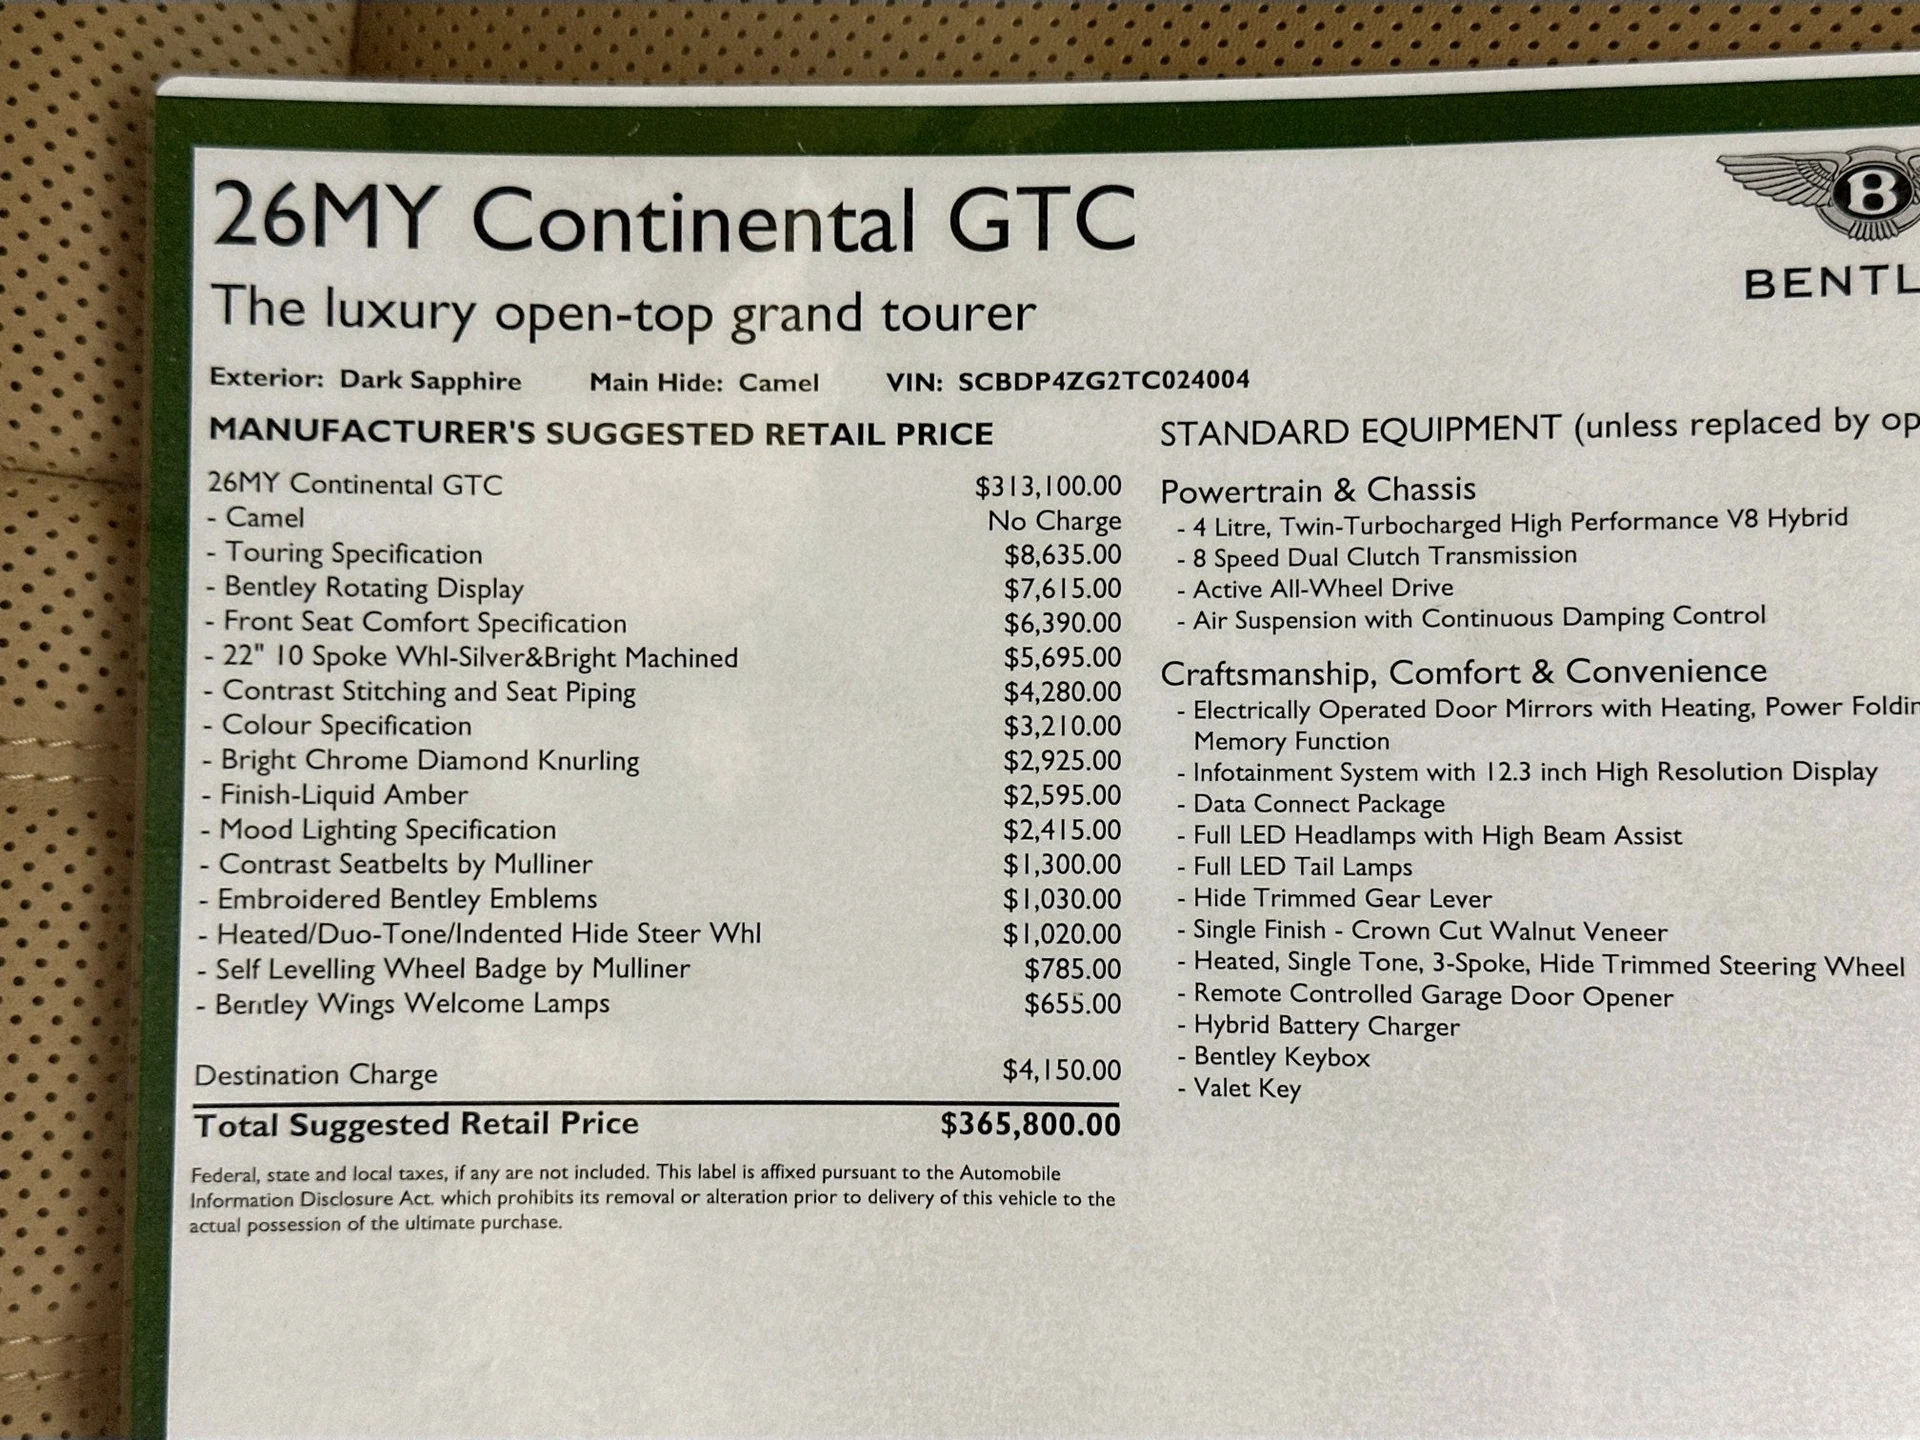 26MY Continental GTC
The luxury open-top grand tourer
B
BENTL
Exterior: Dark Sapphire Main Hide: Camel VIN: SCBDP4ZG2TC024004
MANUFACTURER'S SUGGESTED RETAIL PRICE
26MY Continental GTC $313,100.00
- Camel No Charge
- Touring Specification $8,635.00
- Bentley Rotating Display $7,615.00
- Front Seat Comfort Specification $6,390.00
- 22" 10 Spoke Whl-Silver&Bright Machined $5,695.00
- Contrast Stitching and Seat Piping $4,280.00
- Colour Specification $3,210.00
- Bright Chrome Diamond Knurling $2,925.00
- Finish-Liquid Amber $2,595.00
- Mood Lighting Specification $2,415.00
- Contrast Seatbelts by Mulliner $1,300.00
- Embroidered Bentley Emblems $1,030.00
- Heated/Duo-Tone/Indented Hide Steer Whl $1,020.00
- Self Levelling Wheel Badge by Mulliner $785.00
- Bentley Wings Welcome Lamps $655.00
Destination Charge $4,150.00
Total Suggested Retail Price $365,800.00
Federal, state and local taxes, if any are not included. This label is affixed pursuant to the Automobile
Information Disclosure Act. which prohibits its removal or alteration prior to delivery of this vehicle to the
actual possession of the ultimate purchase.
STANDARD EQUIPMENT (unless replaced by op
Powertrain & Chassis
- 4 Litre, Twin-Turbocharged High Performance V8 Hybrid
- 8 Speed Dual Clutch Transmission
- Active All-Wheel Drive
- Air Suspension with Continuous Damping Control
Craftsmanship, Comfort & Convenience
- Electrically Operated Door Mirrors with Heating, Power Foldin
Memory Function
- Infotainment System with 12.3 inch High Resolution Display
- Data Connect Package
- Full LED Headlamps with High Beam Assist
- Full LED Tail Lamps
- Hide Trimmed Gear Lever
- Single Finish - Crown Cut Walnut Veneer
- Heated, Single Tone, 3-Spoke, Hide Trimmed Steering Wheel
- Remote Controlled Garage Door Opener
- Hybrid Battery Charger
- Bentley Keybox
- Valet Key